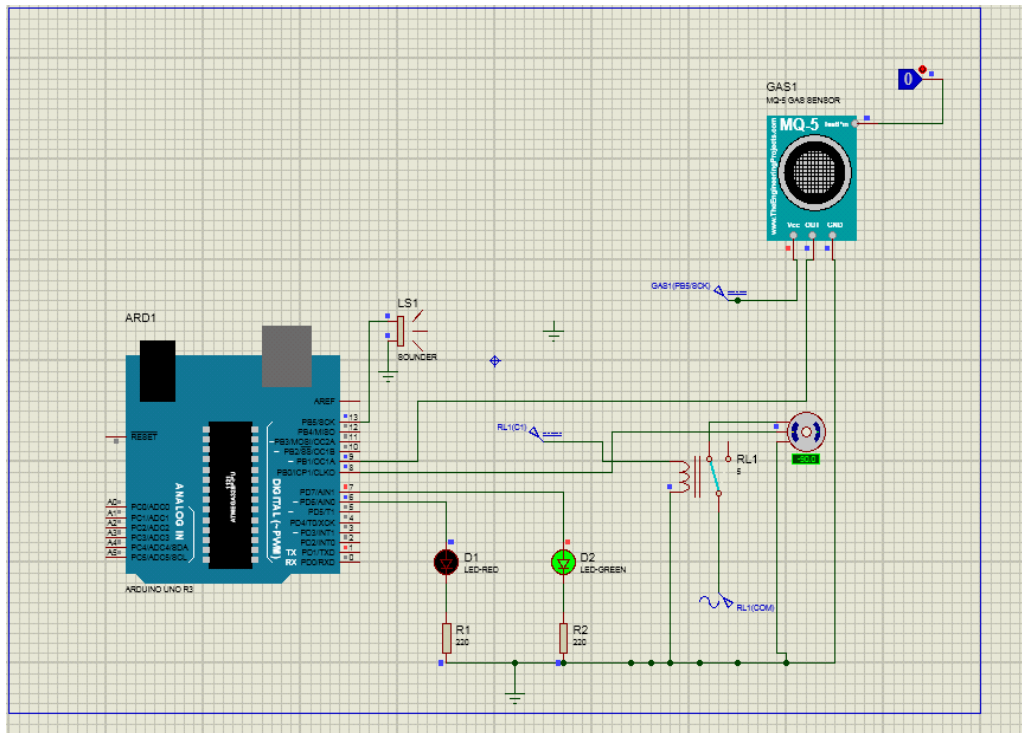 0
GAS1
MQ-5 GAS SENSOR
MQ-5
www.TheEngineeringProjects.com
Vcc OUT GND
GAS1(PB5/SCK)
LS1
SOUNDER
ARD1
AREF
PB5/SCK 13
PB4/MISO 12
~PB3/MOSI/OC2A 11
~PB2/SS/OC1B 10
~PB1/OC1A 9
PB0/ICP1/CLKO 8
RESET
PD7/AIN1 7
~PD6/AIN0 6
~PD5/T1 5
PD4/T0/XCK 4
~PD3/INT1 3
PD2/INT0 2
TX PD1/TXD 1
RX PD0/RXD 0
A0 PC0/ADC0
A1 PC1/ADC1
A2 PC2/ADC2
A3 PC3/ADC3
A4 PC4/ADC4/SDA
A5 PC5/ADC5/SCL
ANALOG IN
DIGITAL (~PWM)
ARDUINO UNO R3
RL1(C1)
RL1
5
RL1(COM)
D1
LED-RED
D2
LED-GREEN
R1
220
R2
220